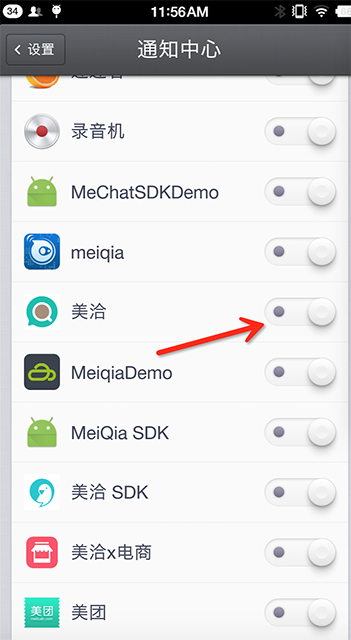 34
11:56AM
58
设置
通知中心
录音机
MeChatSDKDemo
meiqia
美洽
MeiqiaDemo
MeiQia SDK
美洽 SDK
美洽x电商
美团
美团